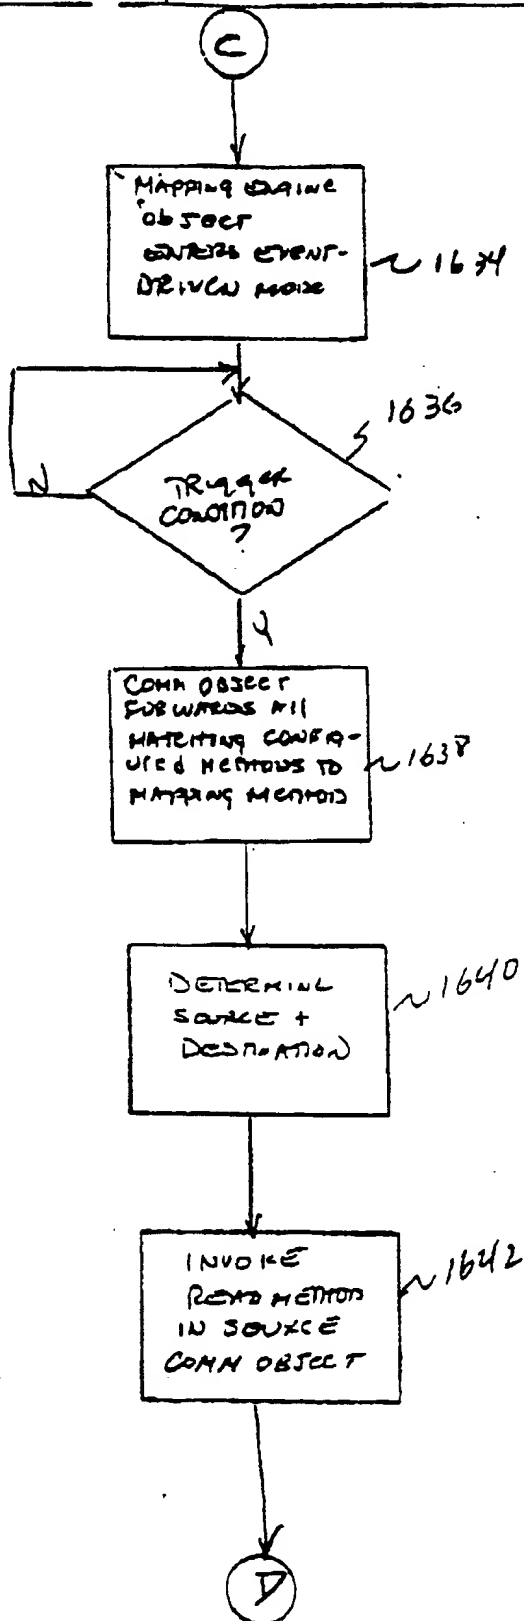 C
MAPPING ENGINE
OBJECT
ENTERS EVENT-
DRIVEN MODE
1634
1636
N
TRIGGER
CONDITION
?
Y
COMM OBJECT
FORWARDS All
MATCHING CONFIG-
URED METHODS TO
MAPPING METHOD
1638
DETERMINE
SOURCE +
DESTINATION
1640
INVOKE
READ METHOD
IN SOURCE
COMM OBJECT
1642
D